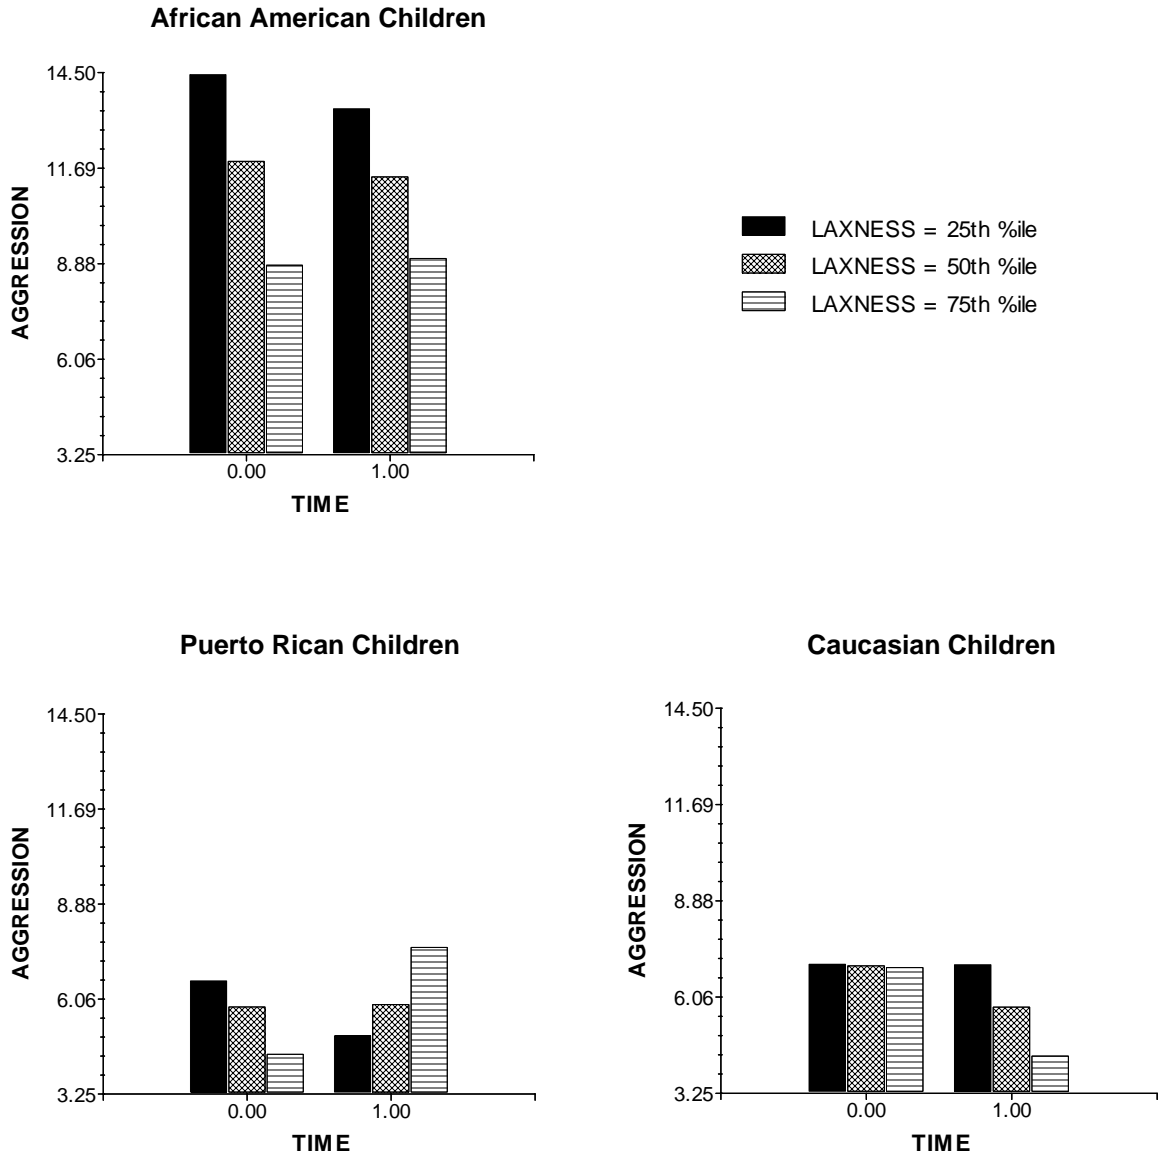 African American Children
14.50
11.69
8.88
6.06
3.25
AGGRESSION
0.00 1.00
TIME
LAXNESS = 25th %ile
LAXNESS = 50th %ile
LAXNESS = 75th %ile
Puerto Rican Children
14.50
11.69
8.88
6.06
3.25
AGGRESSION
0.00 1.00
TIME
Caucasian Children
14.50
11.69
8.88
6.06
3.25
AGGRESSION
0.00 1.00
TIME